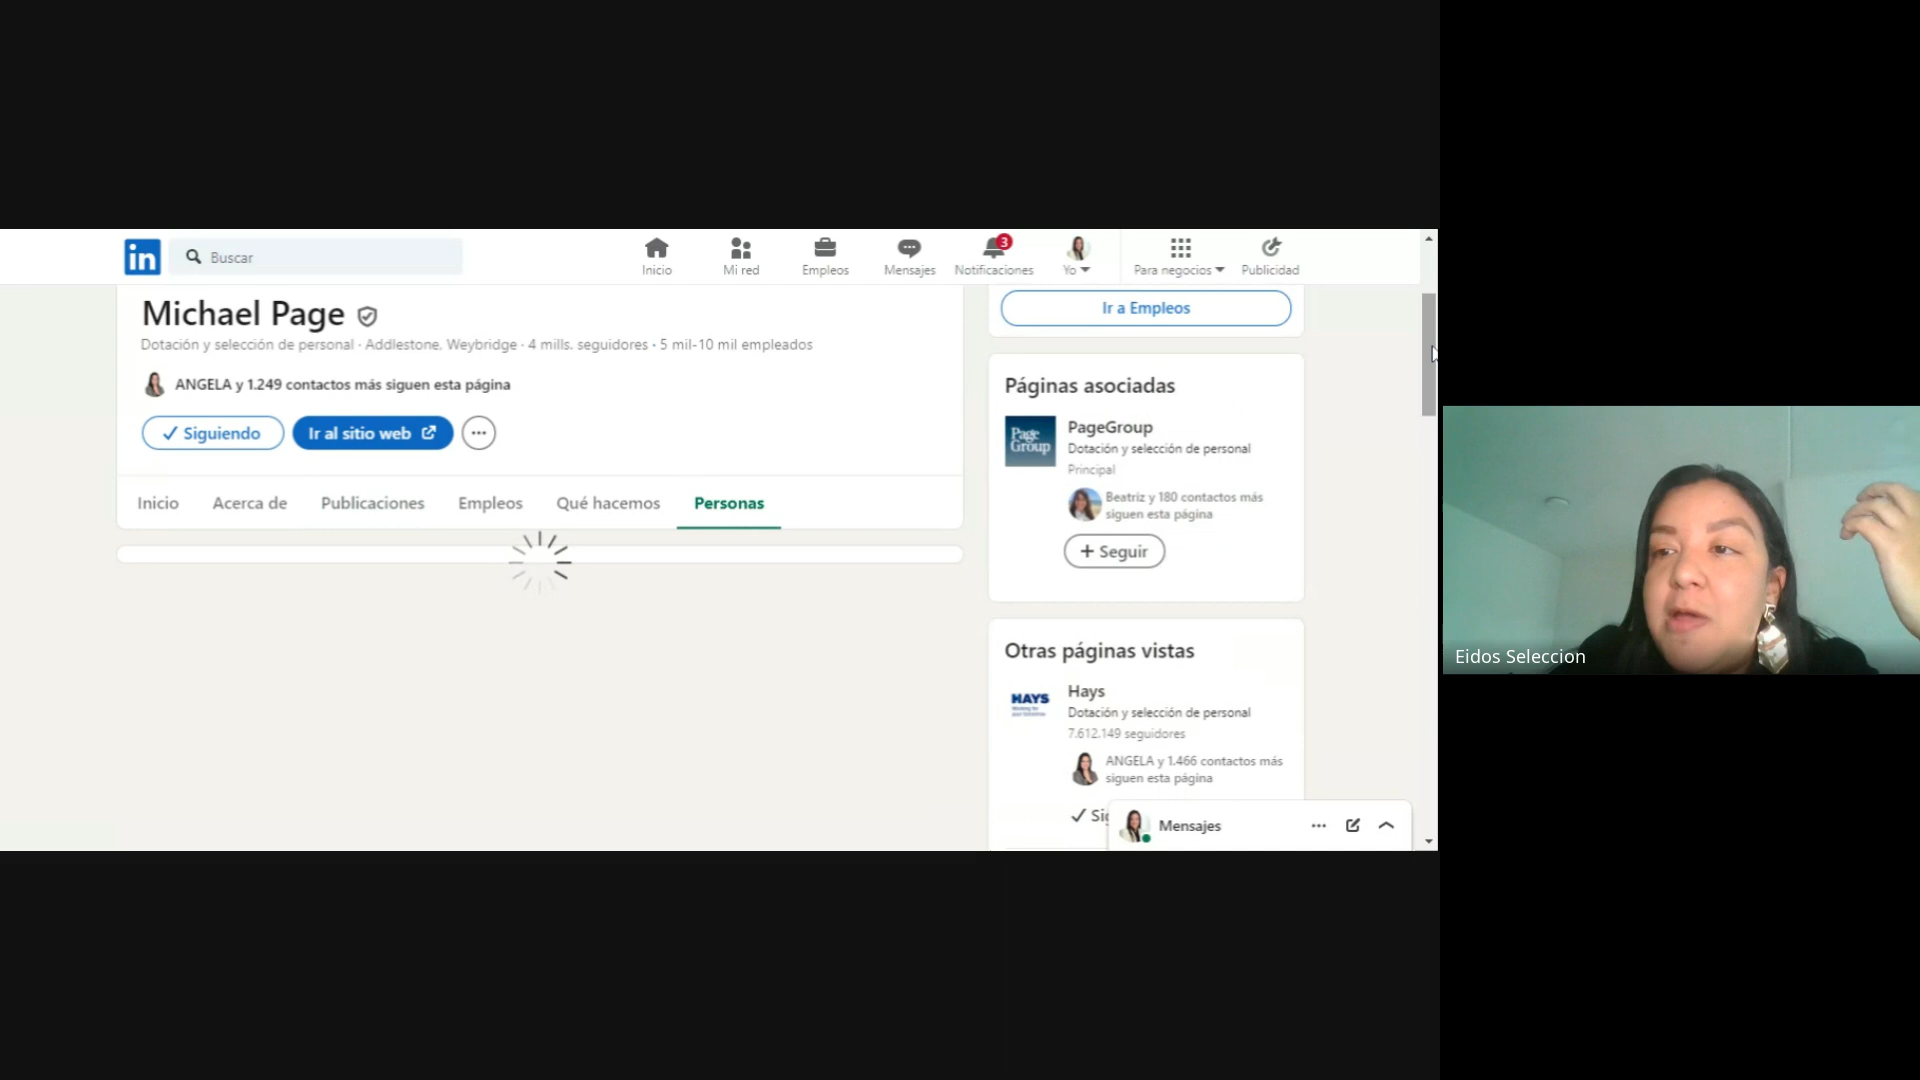 in
Buscar
Inicio
Mi red
Empleos
Mensajes
3
Notificaciones
Yo
Para negocios
Publicidad
Michael Page
Dotación y selección de personal · Addlestone, Weybridge · 4 mills. seguidores · 5 mil-10 mil empleados
ANGELA y 1.249 contactos más siguen esta página
Siguiendo
Ir al sitio web
Inicio
Acerca de
Publicaciones
Empleos
Qué hacemos
Personas
Ir a Empleos
Páginas asociadas
Page
Group
PageGroup
Dotación y selección de personal
Principal
Beatriz y 180 contactos más
siguen esta página
+ Seguir
Otras páginas vistas
HAYS
Hays
Dotación y selección de personal
7.612.149 seguidores
ANGELA y 1.466 contactos más
siguen esta página
Mensajes
Eidos Seleccion